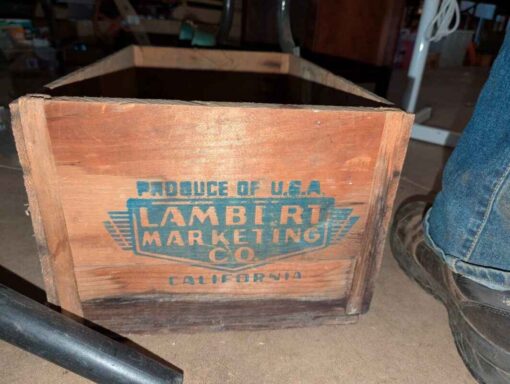 PRODUCE OF U.S.A.
LAMBERT
MARKETING
CO.
CALIFORNIA